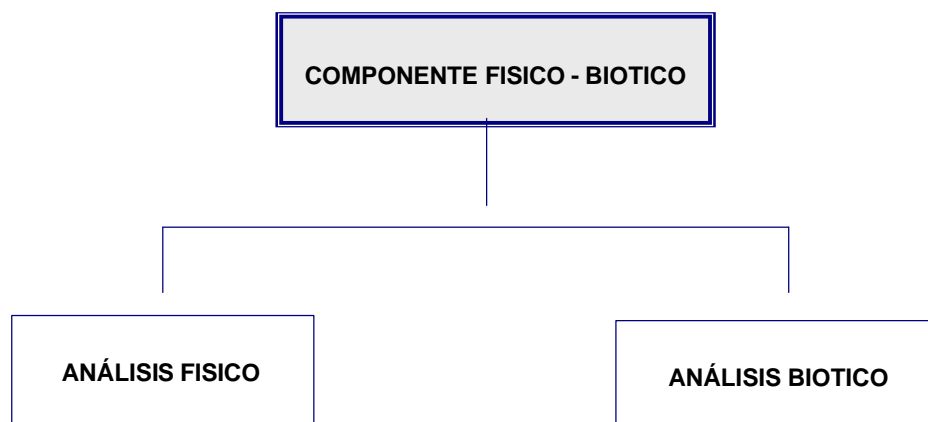 COMPONENTE FISICO - BIOTICO
ANÁLISIS FISICO
ANÁLISIS BIOTICO